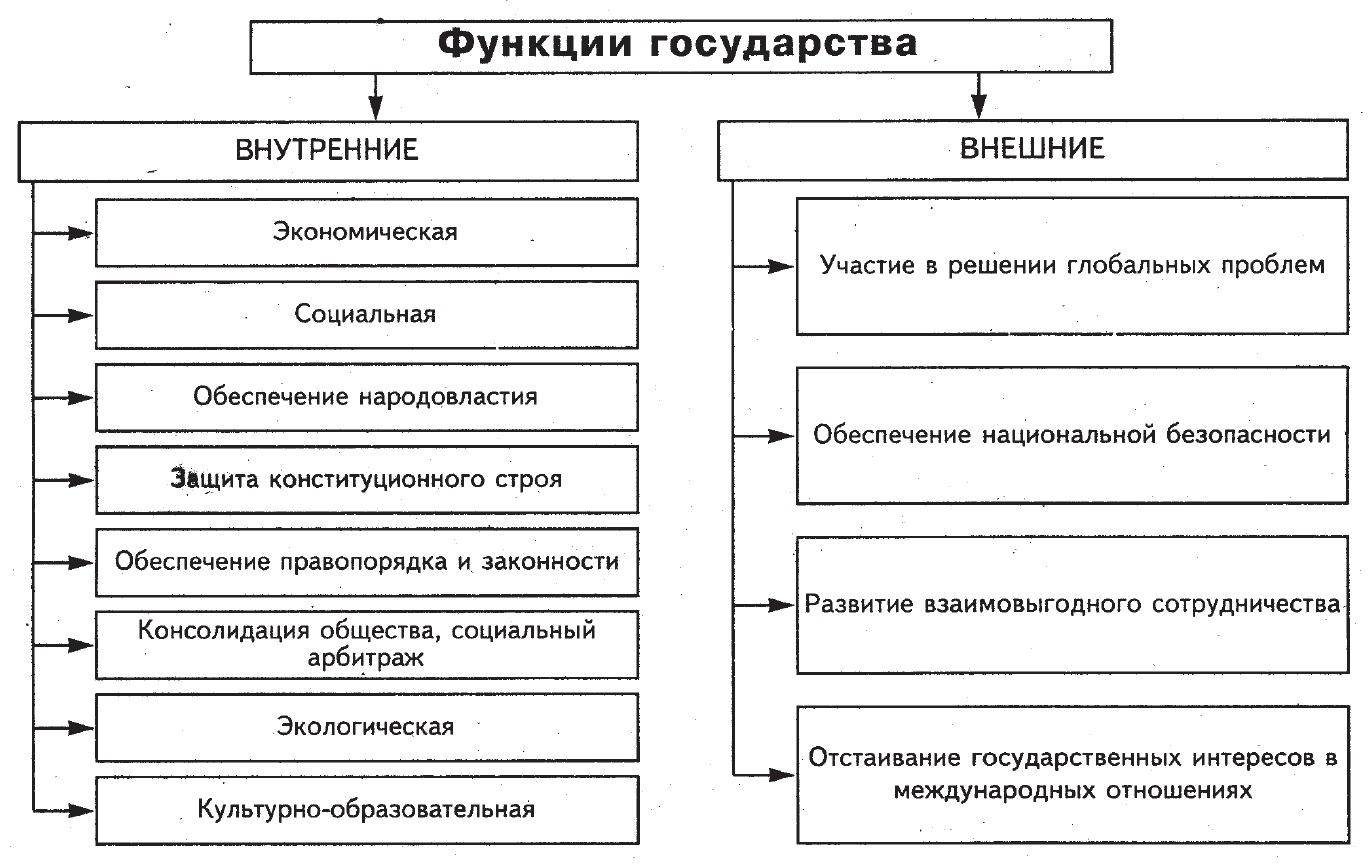 Функции государства
ВНУТРЕННИЕ
Экономическая
Социальная
Обеспечение народовластия
Защита конституционного строя
Обеспечение правопорядка и законности
Консолидация общества, социальный
арбитраж
Экологическая
Культурно-образовательная
ВНЕШНИЕ
Участие в решении глобальных проблем
Обеспечение национальной безопасности
Развитие взаимовыгодного сотрудничества
Отстаивание государственных интересов в
международных отношениях